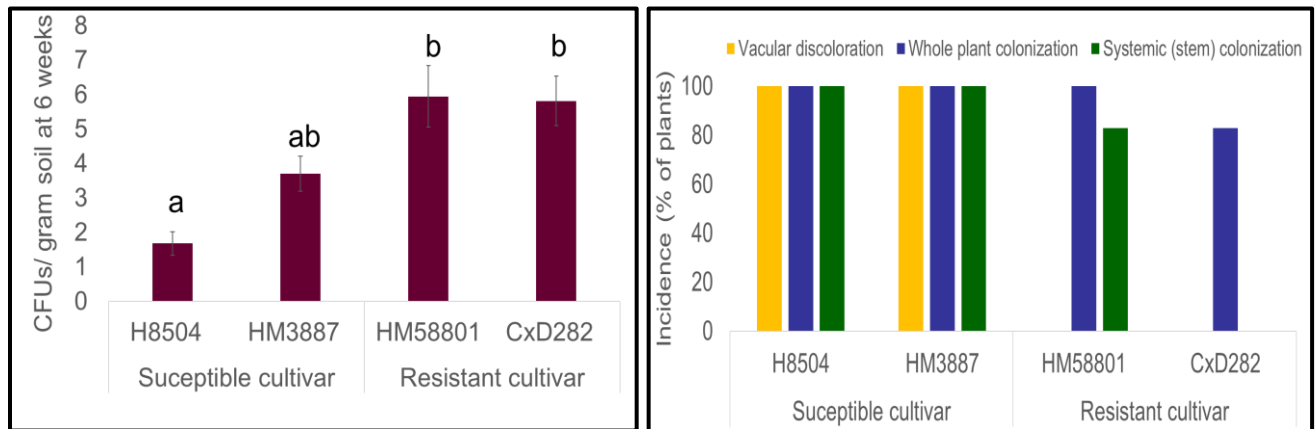 CFUs/ gram soil at 6 weeks
8
7
6
5
4
3
2
1
0
a
ab
b
b
H8504 HM3887 HM58801 CxD282
Suceptible cultivar Resistant cultivar
Vacular discoloration Whole plant colonization Systemic (stem) colonization
Incidence (% of plants)
100
80
60
40
20
0
H8504 HM3887 HM58801 CxD282
Suceptible cultivar Resistant cultivar